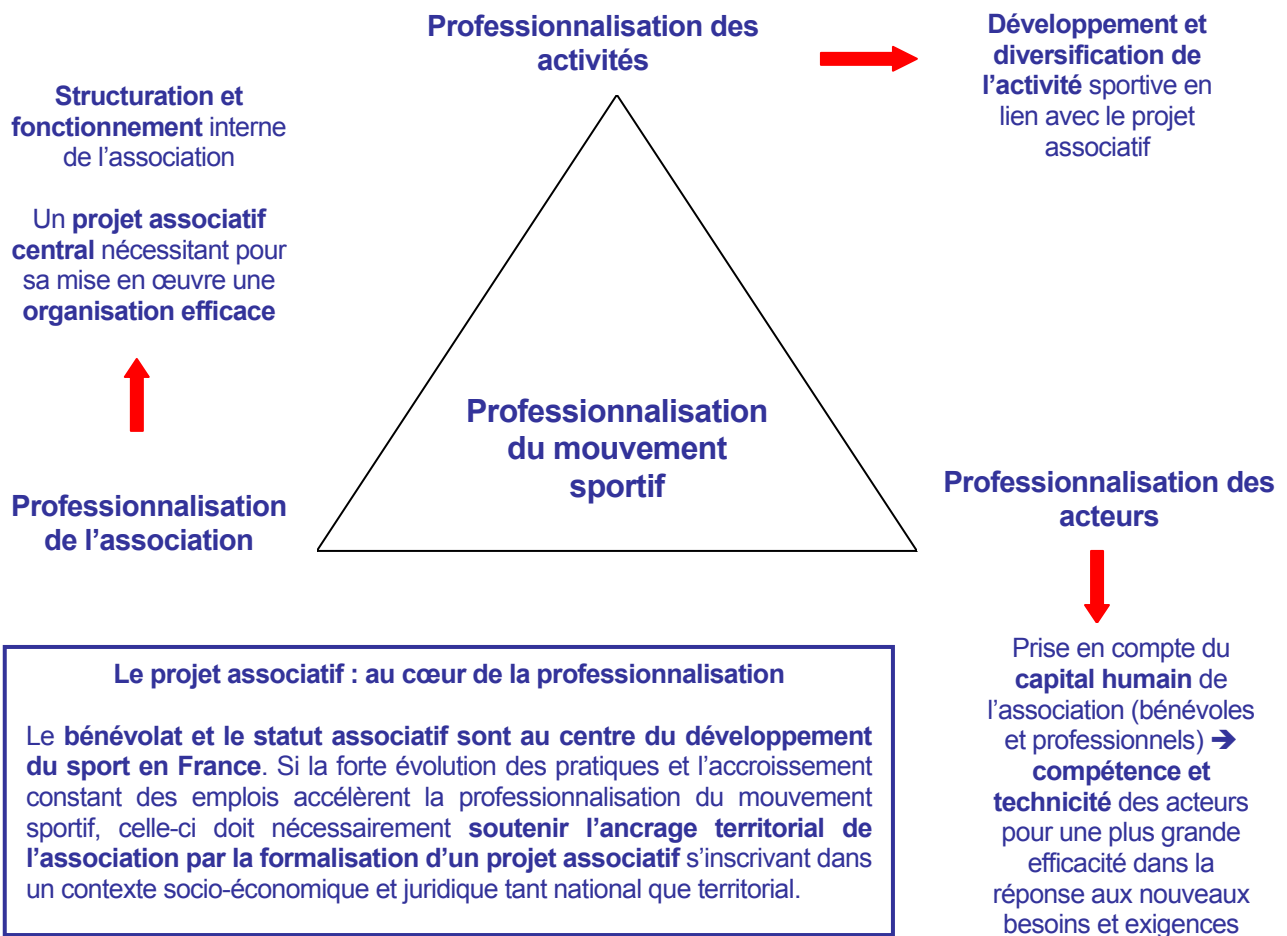 Professionnalisation des
activités
Développement et
diversification de
l’activité sportive en
lien avec le projet
associatif
Structuration et
fonctionnement interne
de l’association
Un projet associatif
central nécessitant pour
sa mise en œuvre une
organisation efficace
Professionnalisation
du mouvement
sportif
Professionnalisation
de l’association
Professionnalisation des
acteurs
Le projet associatif : au cœur de la professionnalisation
Le bénévolat et le statut associatif sont au centre du développement
du sport en France. Si la forte évolution des pratiques et l’accroissement
constant des emplois accélèrent la professionnalisation du mouvement
sportif, celle-ci doit nécessairement soutenir l’ancrage territorial de
l’association par la formalisation d’un projet associatif s’inscrivant dans
un contexte socio-économique et juridique tant national que territorial.
Prise en compte du
capital humain de
l’association (bénévoles
et professionnels) ➔
compétence et
technicité des acteurs
pour une plus grande
efficacité dans la
réponse aux nouveaux
besoins et exigences